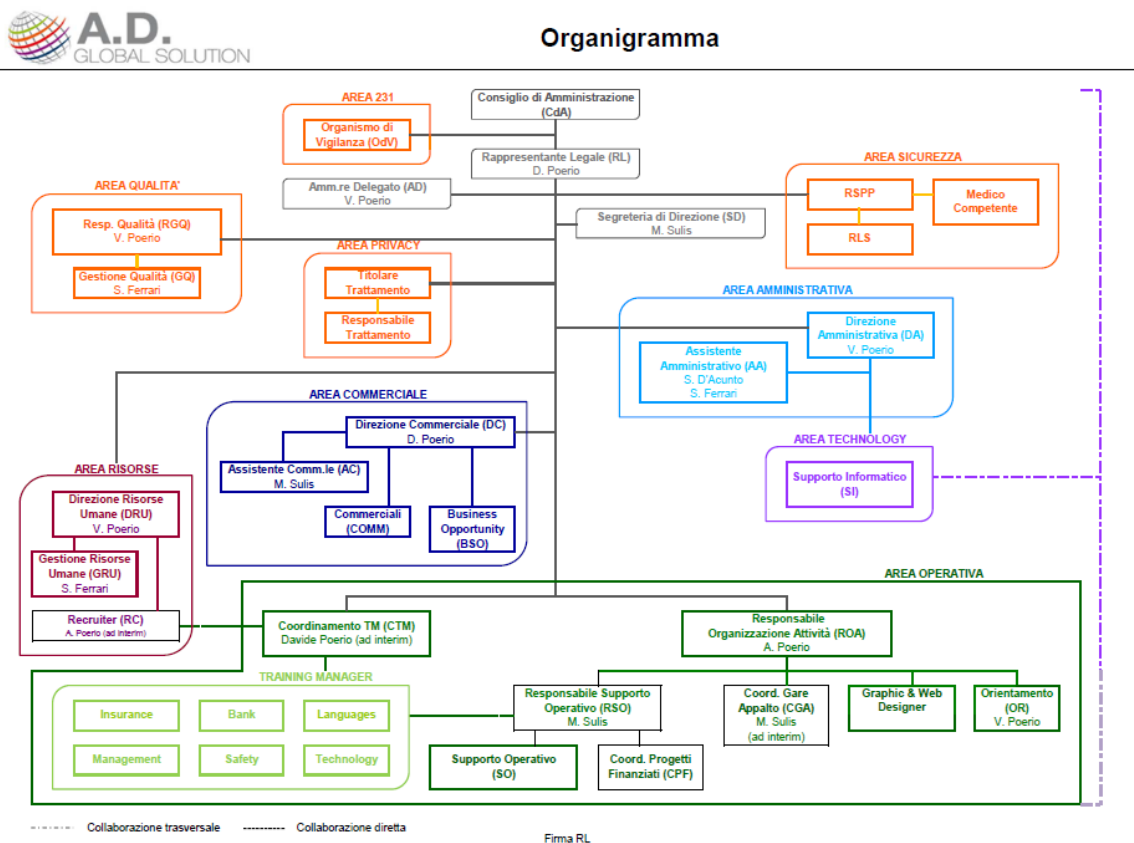 A.D.
GLOBAL SOLUTION
Organigramma
AREA 231
Organismo di
Vigilanza (OdV)
Consiglio di Amministrazione
(CdA)
Rappresentante Legale (RL)
D. Poerio
Amm.re Delegato (AD)
V. Poerio
Segreteria di Direzione (SD)
M. Sulis
AREA SICUREZZA
RSPP
Medico
Competente
RLS
AREA QUALITA'
Resp. Qualità (RGQ)
V. Poerio
Gestione Qualità (GQ)
S. Ferrari
AREA PRIVACY
Titolare
Trattamento
Responsabile
Trattamento
AREA AMMINISTRATIVA
Direzione
Amministrativa (DA)
V. Poerio
Assistente
Amministrativo (AA)
S. D'Acunto
S. Ferrari
AREA COMMERCIALE
Direzione Commerciale (DC)
D. Poerio
Assistente Comm.le (AC)
M. Sulis
Commerciali
(COMM)
Business
Opportunity
(BSO)
AREA TECHNOLOGY
Supporto Informatico
(SI)
AREA RISORSE
Direzione Risorse
Umane (DRU)
V. Poerio
Gestione Risorse
Umane (GRU)
S. Ferrari
Recruiter (RC)
A. Poerio (ad interim)
AREA OPERATIVA
Coordinamento TM (CTM)
Davide Poerio (ad interim)
Responsabile
Organizzazione Attività (ROA)
A. Poerio
TRAINING MANAGER
Insurance
Bank
Languages
Management
Safety
Technology
Responsabile Supporto
Operativo (RSO)
M. Sulis
Coord. Gare
Appalto (CGA)
M. Sulis
(ad interim)
Graphic & Web
Designer
Orientamento
(OR)
V. Poerio
Supporto Operativo
(SO)
Coord. Progetti
Finanziati (CPF)
Collaborazione trasversale
Collaborazione diretta
Firma RL